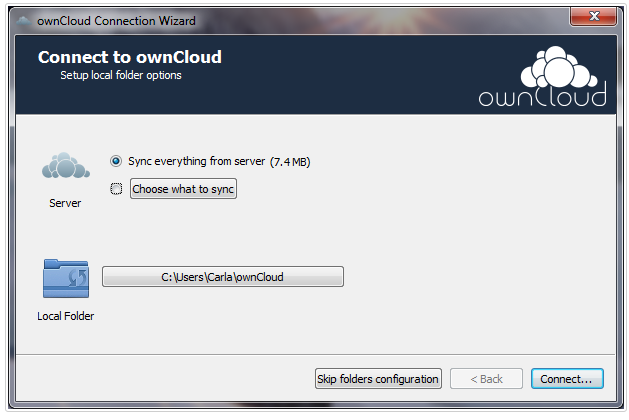 ownCloud Connection Wizard
Connect to ownCloud
Setup local folder options
ownCloud
Sync everything from server (7.4 MB)
Choose what to sync
Server
C:\Users\Carla\ownCloud
Local Folder
Skip folders configuration
< Back
Connect...